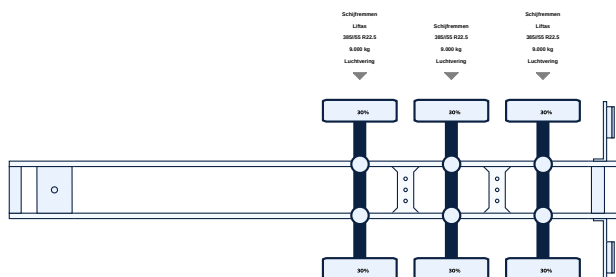 Schijfremmen
Liftas
385//55 R22.5
9.000 kg
Luchtvering
Schijfremmen
385//55 R22.5
9.000 kg
Luchtvering
Schijfremmen
Liftas
385//55 R22.5
9.000 kg
Luchtvering
30%
30%
30%
30%
30%
30%